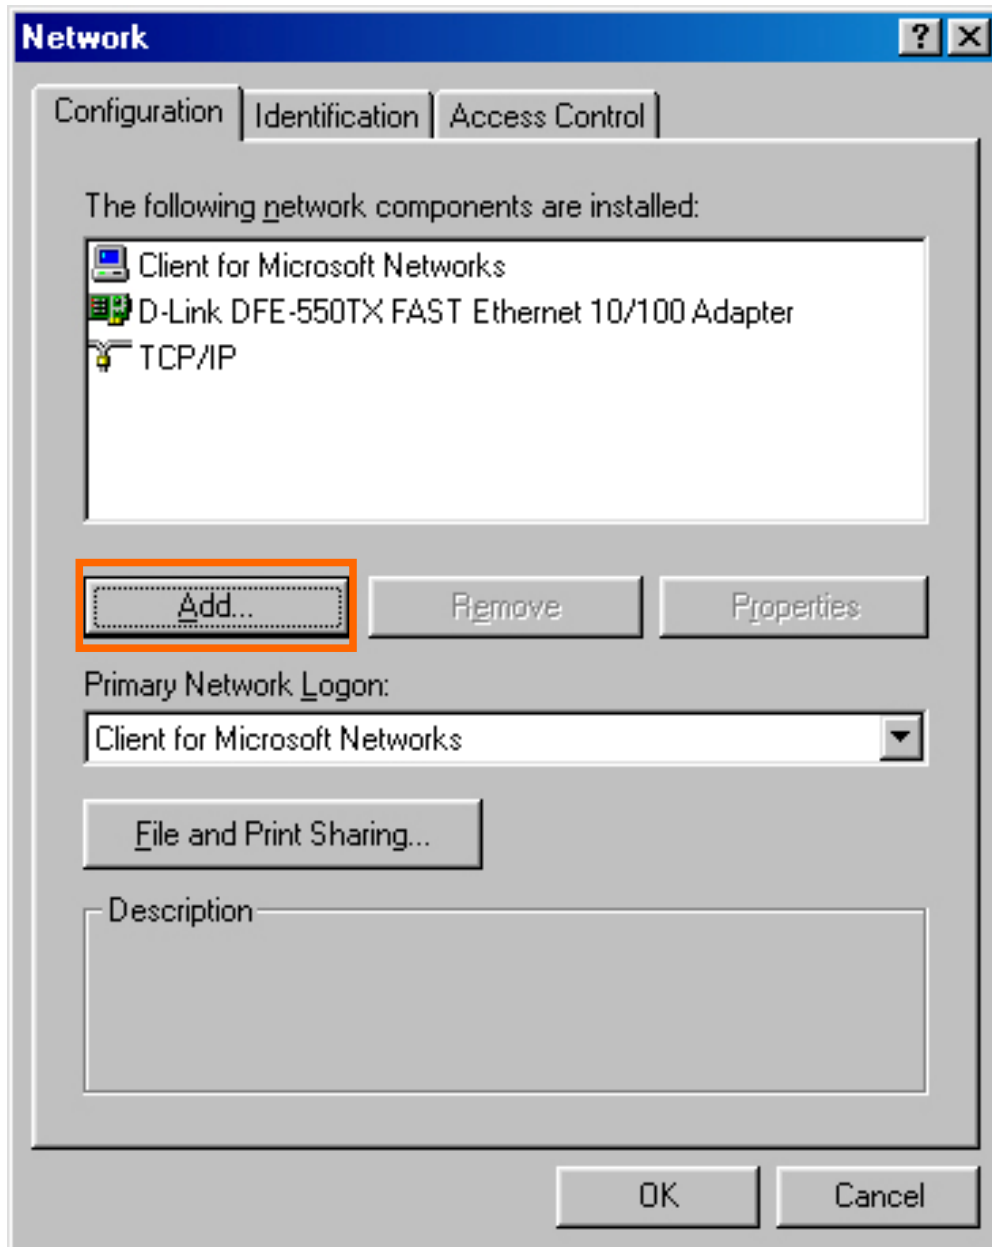 Network
Configuration Identification Access Control
The following network components are installed:
Client for Microsoft Networks
D-Link DFE-550TX FAST Ethernet 10/100 Adapter
TCP/IP
Add... Remove Properties
Primary Network Logon:
Client for Microsoft Networks
File and Print Sharing...
Description
OK Cancel